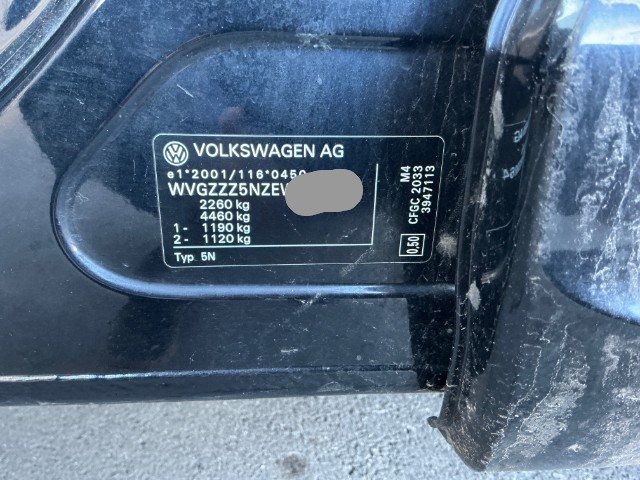 VOLKSWAGEN AG
e1*2001/116*0450
WVGZZZ5NZEW
2260 kg
4460 kg
1- 1190 kg
2- 1120 kg
Typ 5N
M4
CFGC 2033
3947113
0,50